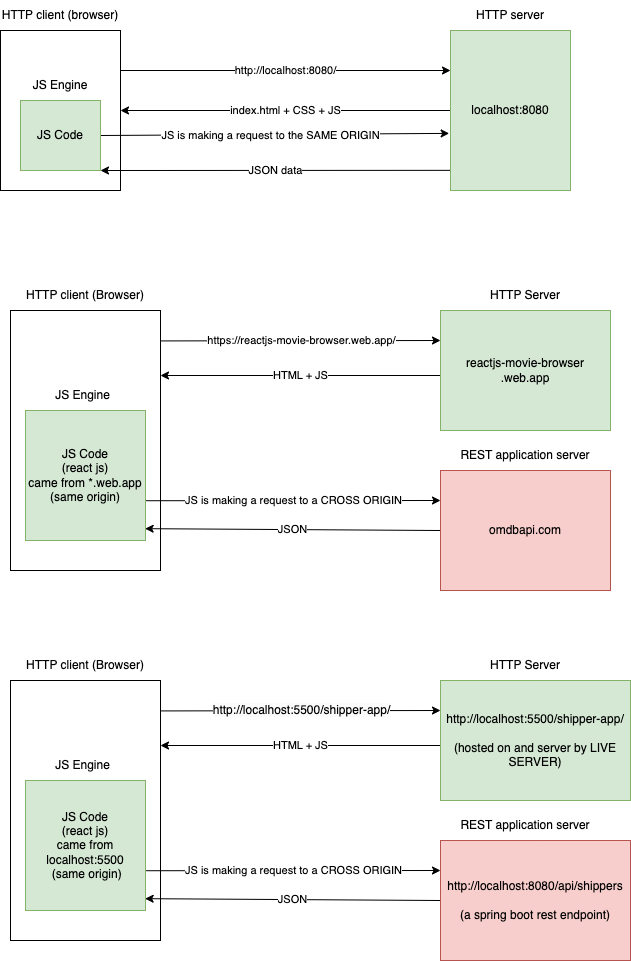 HTTP client (browser)
HTTP server
http://localhost:8080/
JS Engine
index.html + CSS + JS
localhost:8080
JS Code
JS is making a request to the SAME ORIGIN
JSON data
HTTP client (Browser)
HTTP Server
https://reactjs-movie-browser.web.app/
reactjs-movie-browser
.web.app
HTML + JS
JS Engine
JS Code
(react js)
came from *.web.app
(same origin)
REST application server
JS is making a request to a CROSS ORIGIN
omdbapi.com
JSON
HTTP client (Browser)
HTTP Server
http://localhost:5500/shipper-app/
http://localhost:5500/shipper-app/
(hosted on and server by LIVE
SERVER)
HTML + JS
JS Engine
JS Code
(react js)
came from
localhost:5500
(same origin)
REST application server
JS is making a request to a CROSS ORIGIN
http://localhost:8080/api/shippers
(a spring boot rest endpoint)
JSON